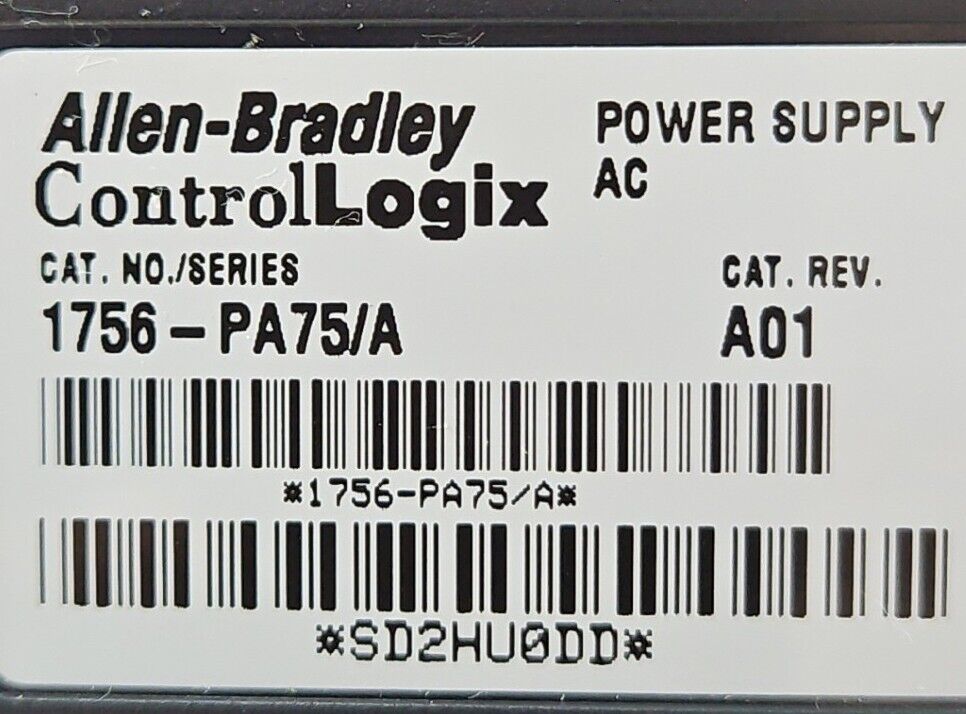 Allen-Bradley
ControlLogix
POWER SUPPLY
AC
CAT. NO./SERIES
1756-PA75/A
CAT. REV.
A01
*1756-PA75/A*
*SD2HU0DD*